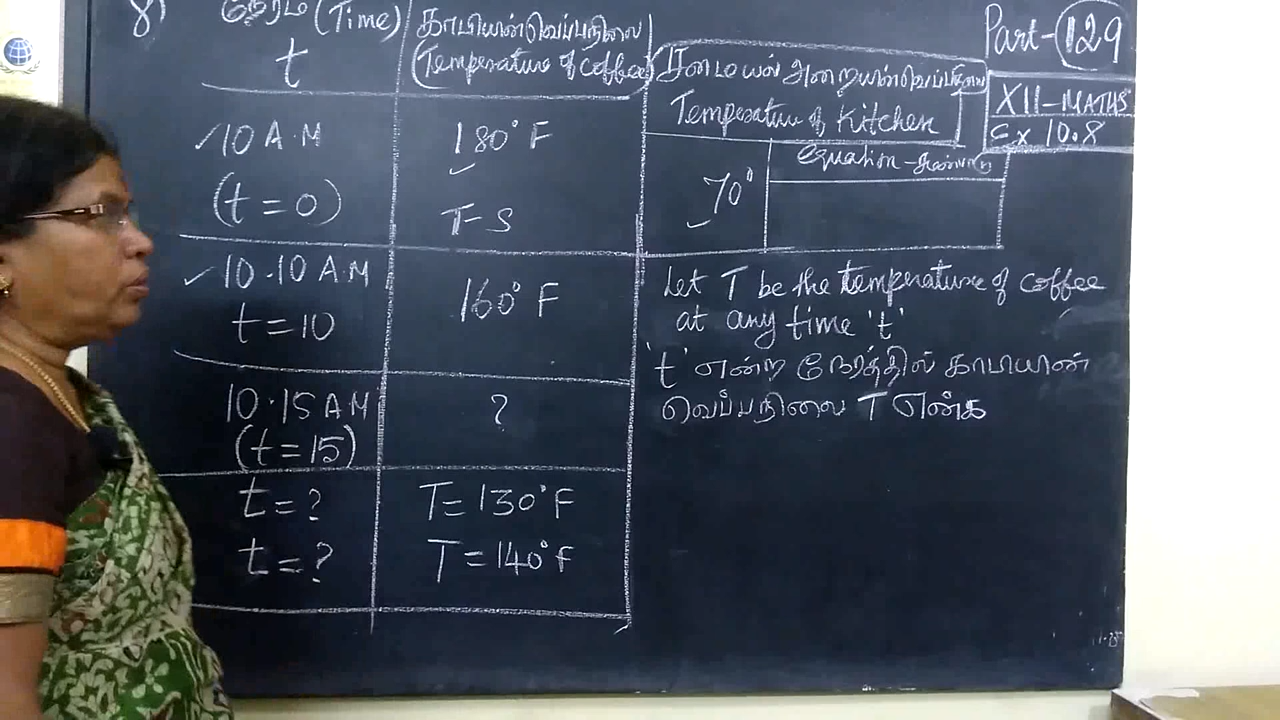 8)
நேரம் (Time)
t
காபியின் வெப்பநிலை
(Temperature of coffee)
சமையல் அறையின் வெப்பநிலை
Temperature of Kitchen
Part-129
XII-MATHS
Ex 10.8
10 A.M
(t=0)
180° F
T-S
70°
equation -
10.10 A.M
t=10
160° F
10.15 A M
(t=15)
?
t=?
T=130°F
t=?
T=140°F
Let T be the temperature of coffee
at any time 't'
't' என்ற நேரத்தில் காபியின்
வெப்பநிலை T என்க